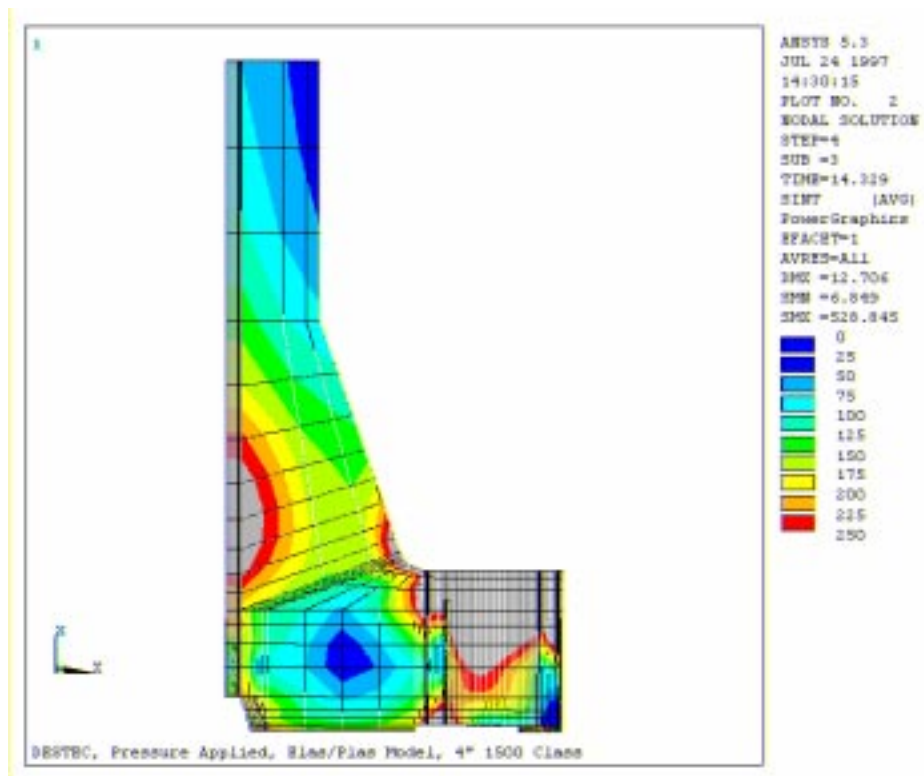 1
ANSYS 5.3
JUL 24 1997
14:30:15
PLOT NO. 2
NODAL SOLUTION
STEP=4
SUB =3
TIME=14.329
SINT (AVG)
PowerGraphics
EFACET=1
AVRES=All
DMX =12.706
SMN =6.849
SMX =528.845
0
25
50
75
100
125
150
175
200
225
250
X
DESTEC, Pressure Applied, Elas/Plas Model, 4" 1500 Class